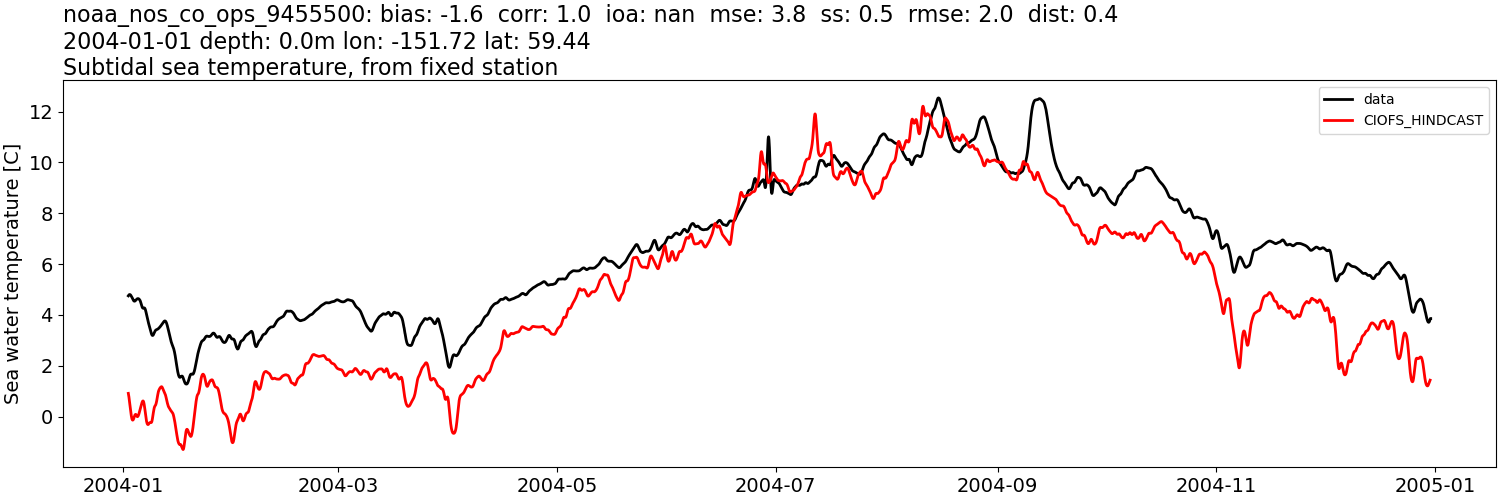 noaa_nos_co_ops_9455500: bias: -1.6  corr: 1.0  ioa: nan  mse: 3.8  ss: 0.5  rmse: 2.0  dist: 0.4
2004-01-01 depth: 0.0m lon: -151.72 lat: 59.44
Subtidal sea temperature, from fixed station
data
CIOFS_HINDCAST
Sea water temperature [C]
12
10
8
6
4
2
0
2004-01
2004-03
2004-05
2004-07
2004-09
2004-11
2005-01